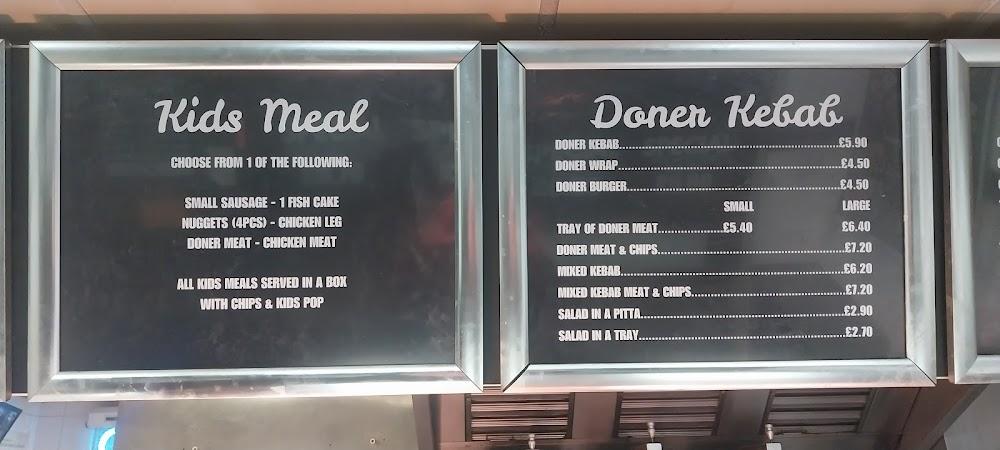 Kids Meal
CHOOSE FROM 1 OF THE FOLLOWING:
SMALL SAUSAGE - 1 FISH CAKE
NUGGETS (4PCS) - CHICKEN LEG
DONER MEAT - CHICKEN MEAT
ALL KIDS MEALS SERVED IN A BOX
WITH CHIPS & KIDS POP
Doner Kebab
DONER KEBAB....................£5.90
DONER WRAP....................£4.50
DONER BURGER....................£4.50
SMALL LARGE
TRAY OF DONER MEAT....................£5.40 £6.40
DONER MEAT & CHIPS....................£7.20
MIXED KEBAB....................£6.20
MIXED KEBAB MEAT & CHIPS....................£7.20
SALAD IN A PITTA....................£2.90
SALAD IN A TRAY....................£2.70